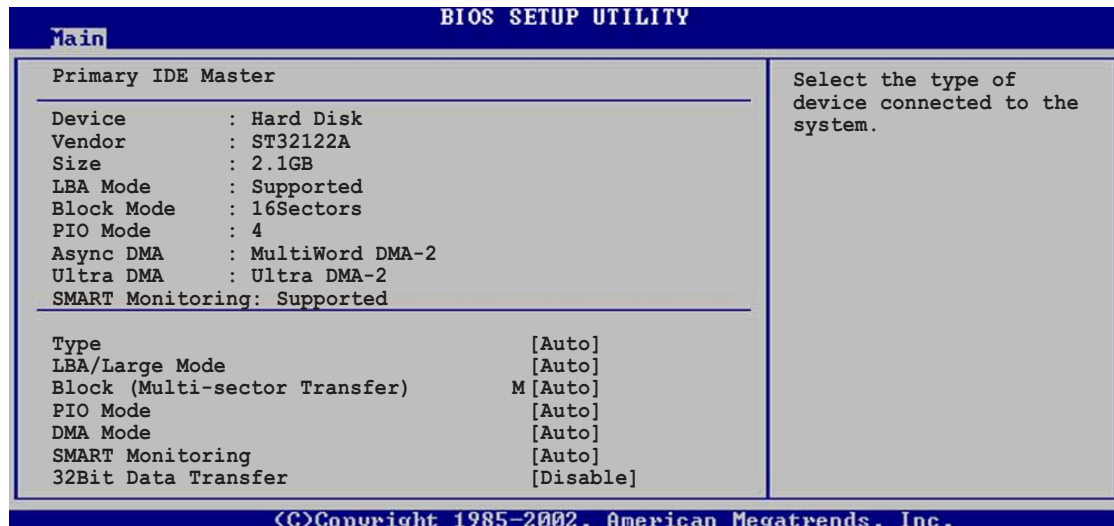 BIOS SETUP UTILITY
Main
Primary IDE Master
Device : Hard Disk
Vendor : ST32122A
Size : 2.1GB
LBA Mode : Supported
Block Mode : 16Sectors
PIO Mode : 4
Async DMA : MultiWord DMA-2
Ultra DMA : Ultra DMA-2
SMART Monitoring: Supported
Type [Auto]
LBA/Large Mode [Auto]
Block (Multi-sector Transfer) M [Auto]
PIO Mode [Auto]
DMA Mode [Auto]
SMART Monitoring [Auto]
32Bit Data Transfer [Disable]
Select the type of
device connected to the
system.
(C)Copyright 1985-2002, American Megatrends, Inc.